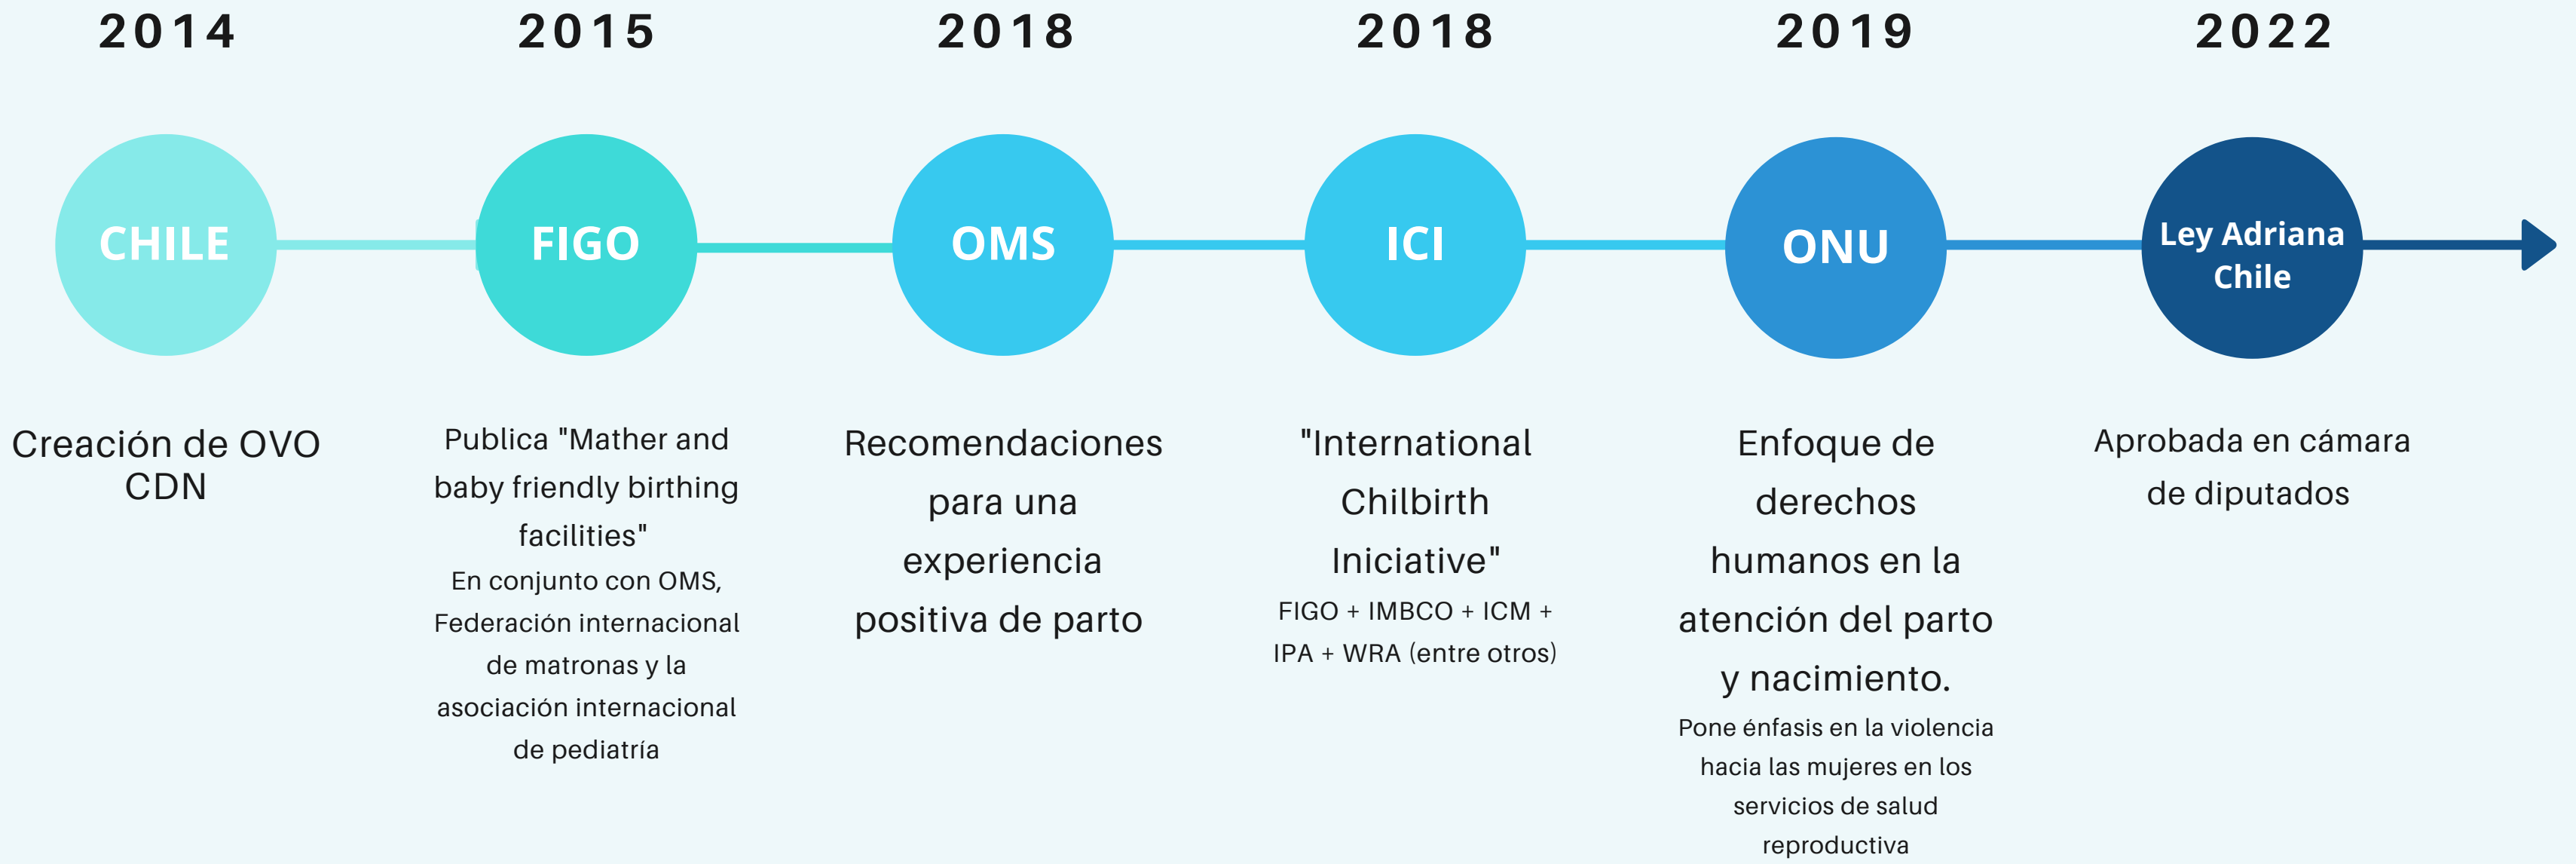 2014
CHILE
Creación de OVO
CDN
2015
FIGO
Publica "Mather and
baby friendly birthing
facilities"
En conjunto con OMS,
Federación internacional
de matronas y la
asociación internacional
de pediatría
2018
OMS
Recomendaciones
para una
experiencia
positiva de parto
2018
ICI
"International
Chilbirth
Iniciative"
FIGO + IMBCO + ICM +
IPA + WRA (entre otros)
2019
ONU
Enfoque de
derechos
humanos en la
atención del parto
y nacimiento.
Pone énfasis en la violencia
hacia las mujeres en los
servicios de salud
reproductiva
2022
Ley Adriana
Chile
Aprobada en cámara
de diputados